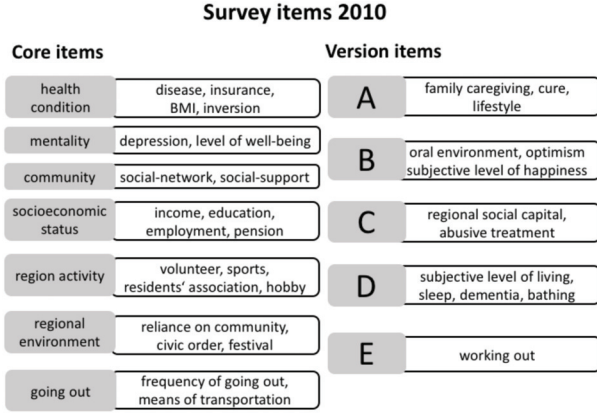 Survey items 2010
Core items
health
condition
disease, insurance,
BMI, inversion
mentality
depression, level of well-being
community
social-network, social-support
socioeconomic
status
income, education,
employment, pension
region activity
volunteer, sports,
residents‘ association, hobby
regional
environment
reliance on community,
civic order, festival
going out
frequency of going out,
means of transportation
Version items
A
family caregiving, cure,
lifestyle
B
oral environment, optimism
subjective level of happiness
C
regional social capital,
abusive treatment
D
subjective level of living,
sleep, dementia, bathing
E
working out